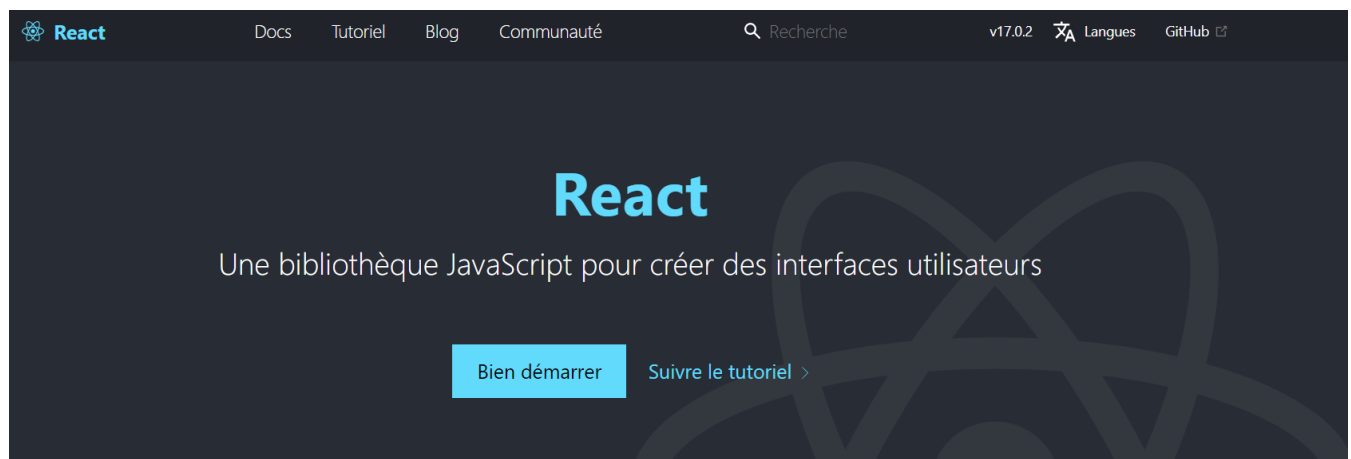 React Docs Tutoriel Blog Communauté Recherche v17.0.2 Langues GitHub
React
Une bibliothèque JavaScript pour créer des interfaces utilisateurs
Bien démarrer Suivre le tutoriel >